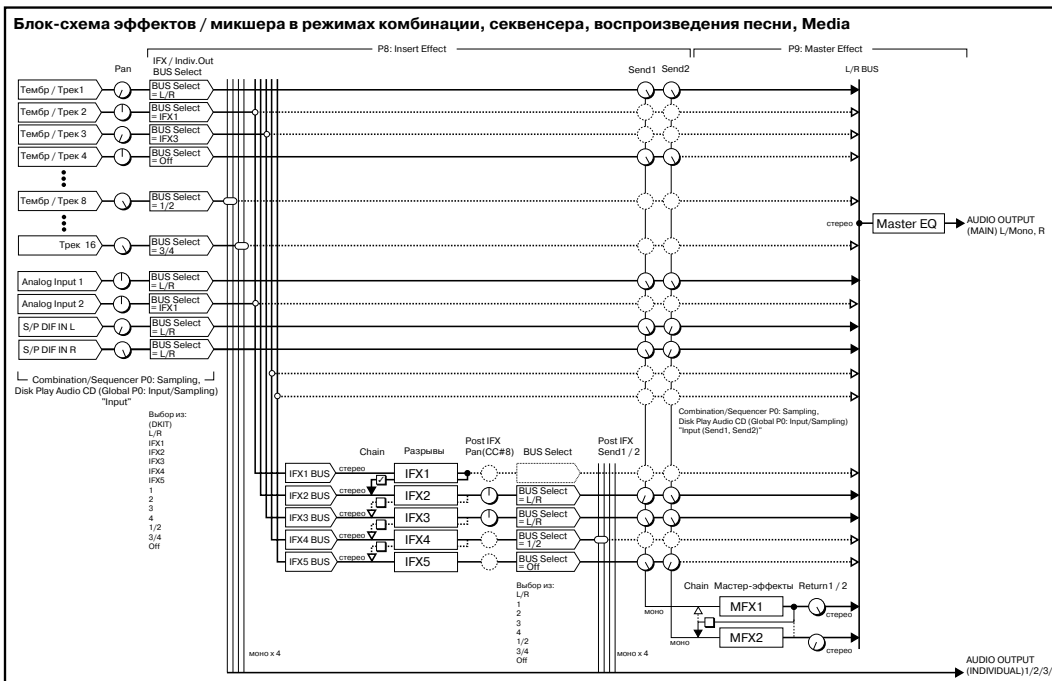 Блок-схема эффектов / микшера в режимах комбинации, секвенсера, воспроизведения песни, Media
P8: Insert Effect
P9: Master Effect
Pan
IFX / Indiv.Out
BUS Select
Send1
Send2
L/R BUS
Тембр / Трек1
BUS Select
= L/R
Тембр / Трек 2
BUS Select
= IFX1
Тембр / Трек 3
BUS Select
= IFX3
Тембр / Трек 4
BUS Select
= Off
Тембр / Трек 8
BUS Select
= 1/2
Трек 16
BUS Select
= 3/4
стерео
Master EQ
AUDIO OUTPUT
(MAIN) L/Mono, R
Analog Input 1
BUS Select
= L/R
Analog Input 2
BUS Select
= IFX1
S/P DIF IN L
BUS Select
= L/R
S/P DIF IN R
BUS Select
= L/R
Combination/Sequencer P0: Sampling,
Disk Play Audio CD (Global P0: Input/Sampling)
"Input"
Выбор из:
(DKIT)
L/R
IFX1
IFX2
IFX3
IFX4
IFX5
1
2
3
4
1/2
3/4
Off
Combination/Sequencer P0: Sampling,
Disk Play Audio CD (Global P0: Input/Sampling)
"Input (Send1, Send2)"
Chain
Разрывы
Post IFX
Pan(CC#8)
BUS Select
Post IFX
Send1 / 2
IFX1 BUS
стерео
IFX1
IFX2 BUS
стерео
IFX2
BUS Select
= L/R
IFX3 BUS
стерео
IFX3
BUS Select
= L/R
IFX4 BUS
стерео
IFX4
BUS Select
= 1/2
IFX5 BUS
стерео
IFX5
BUS Select
= Off
Выбор из:
L/R
1
2
3
4
1/2
3/4
Off
Chain
Мастер-эффекты
Return1 / 2
моно
MFX1
стерео
моно
MFX2
стерео
моно x 4
моно x 4
AUDIO OUTPUT
(INDIVIDUAL)1/2/3/